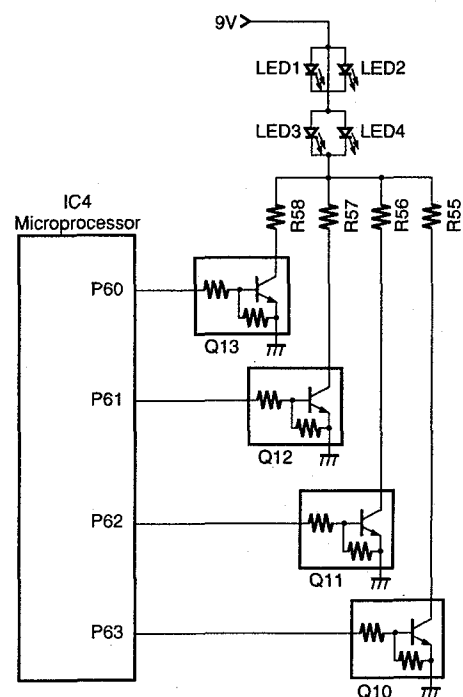 9V
LED1 LED2
LED3 LED4
IC4
Microprocessor
R58 R57 R56 R55
P60
Q13
P61
Q12
P62
Q11
P63
Q10